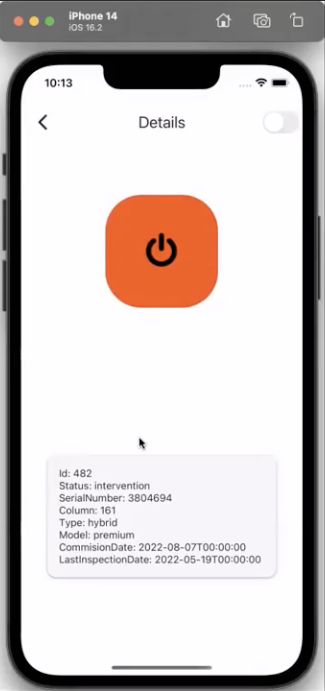 iPhone 14
iOS 16.2
10:13
Details
Id: 482
Status: intervention
SerialNumber: 3804694
Column: 161
Type: hybrid
Model: premium
CommisionDate: 2022-08-07T00:00:00
LastInspectionDate: 2022-05-19T00:00:00